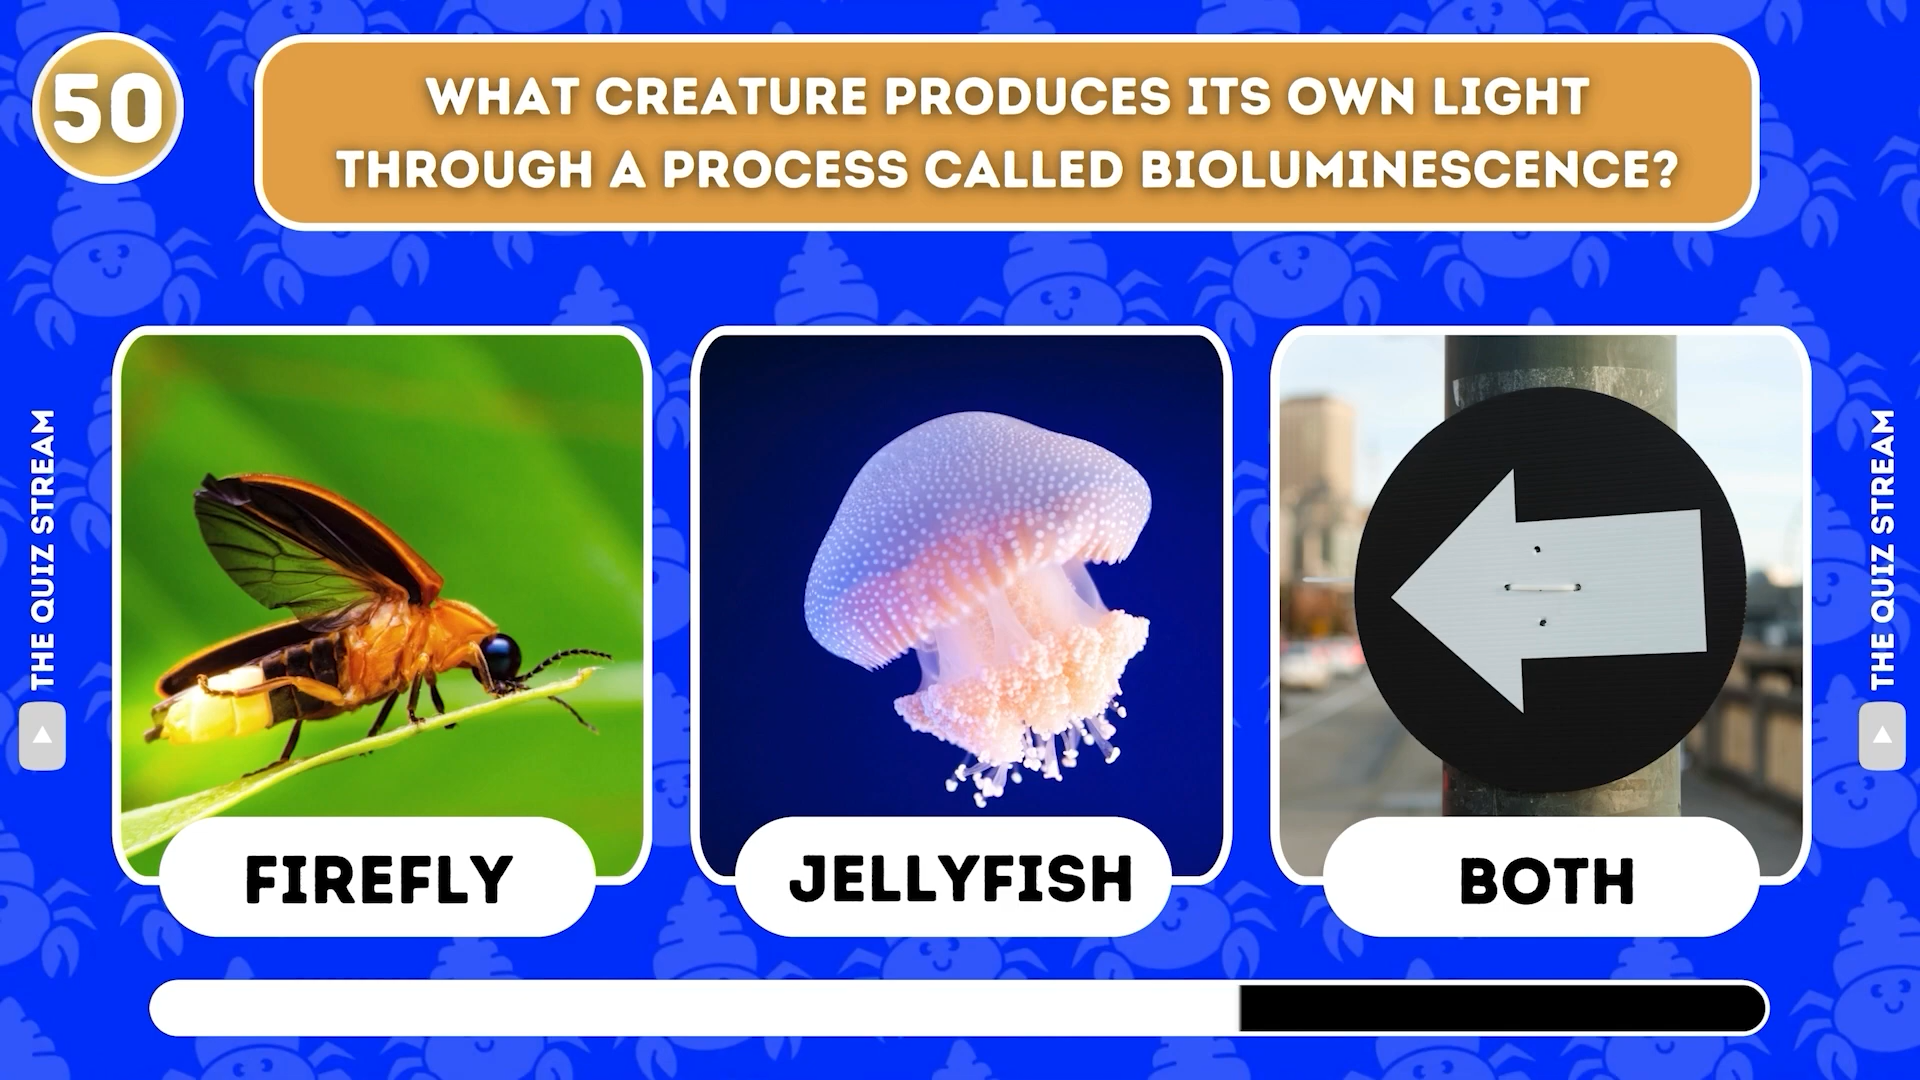 50
WHAT CREATURE PRODUCES ITS OWN LIGHT
THROUGH A PROCESS CALLED BIOLUMINESCENCE?
THE QUIZ STREAM
THE QUIZ STREAM
FIREFLY
JELLYFISH
BOTH